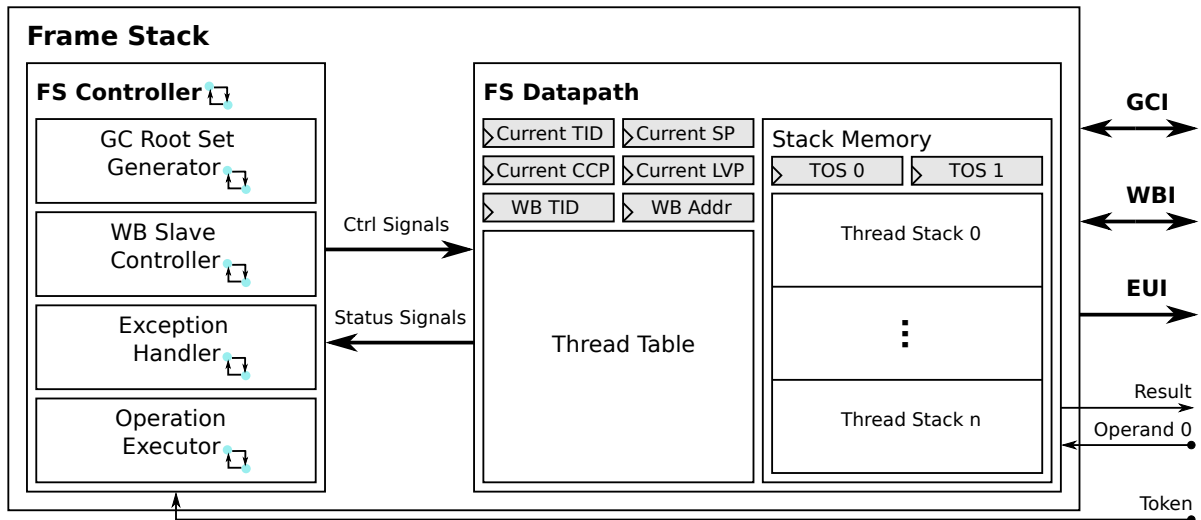 Frame Stack
FS Controller
GC Root Set
Generator
WB Slave
Controller
Exception
Handler
Operation
Executor
Ctrl Signals
Status Signals
FS Datapath
Current TID
Current SP
Current CCP
Current LVP
WB TID
WB Addr
Thread Table
Stack Memory
TOS 0
TOS 1
Thread Stack 0
⋮
Thread Stack n
GCI
WBI
EUI
Result
Operand 0
Token